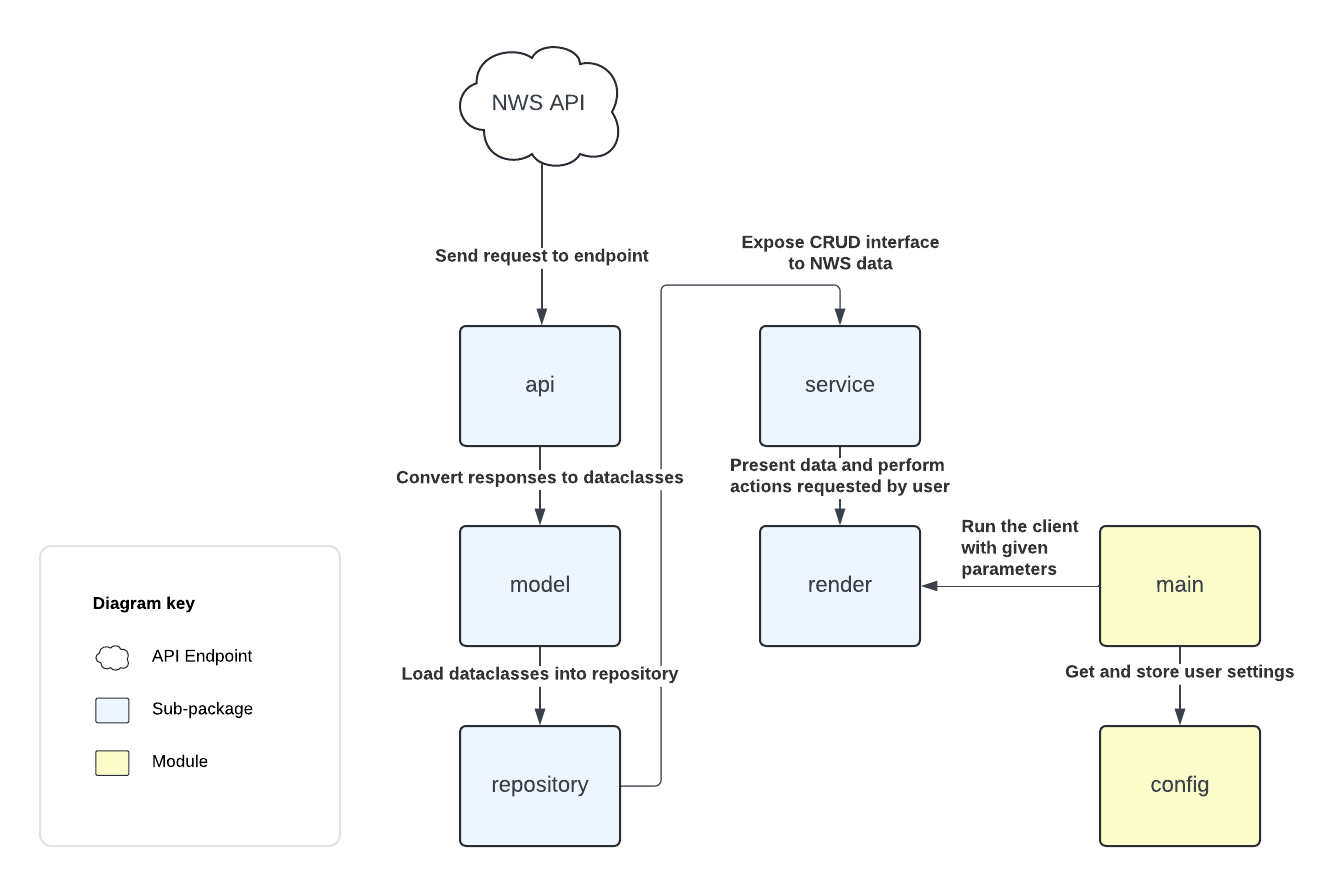 NWS API
Send request to endpoint
Expose CRUD interface
to NWS data
api
service
Convert responses to dataclasses
Present data and perform
actions requested by user
model
render
Run the client
with given
parameters
main
Load dataclasses into repository
Get and store user settings
repository
config
Diagram key
API Endpoint
Sub-package
Module